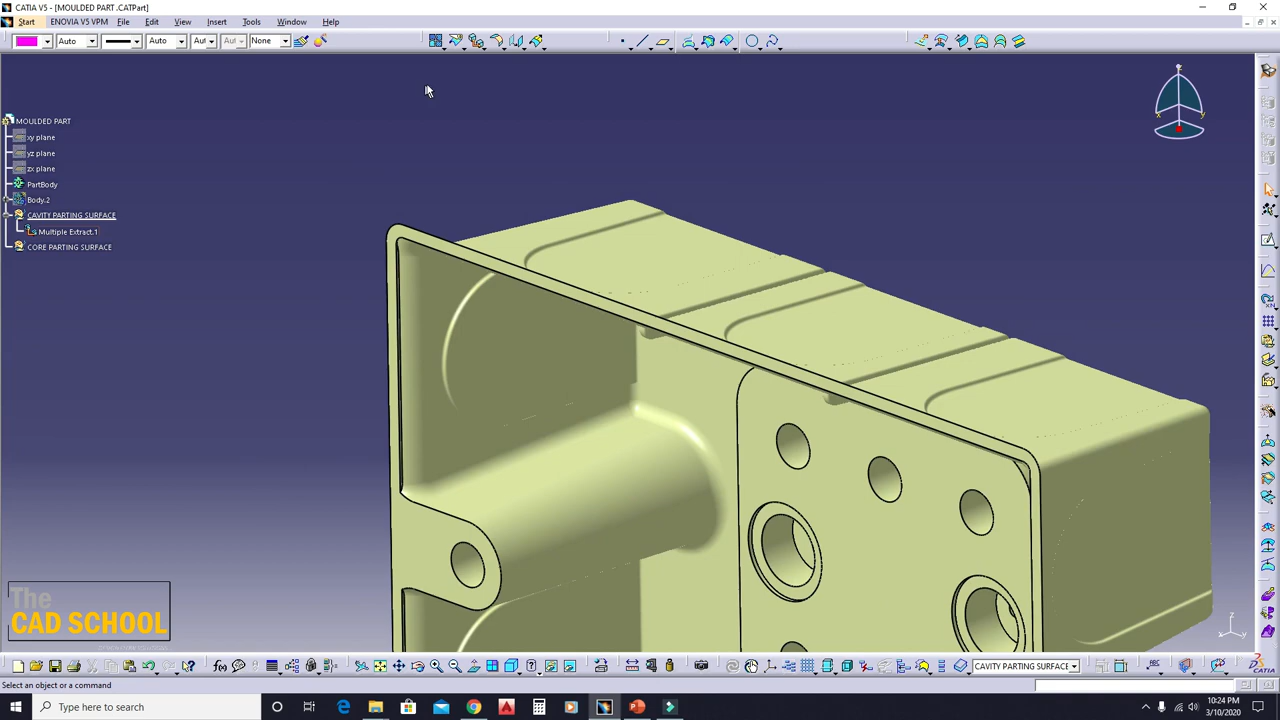 CATIA V5 - [MOULDED PART .CATPart]
Start ENOVIA V5 VPM File Edit View Insert Tools Window Help
Auto Auto Aut Aut None
MOULDED PART
xy plane
yz plane
zx plane
PartBody
Body.2
CAVITY PARTING SURFACE
Multiple Extract.1
CORE PARTING SURFACE
The
CAD SCHOOL
CAVITY PARTING SURFACE
Select an object or a command
Type here to search
10:24 PM
3/10/2020